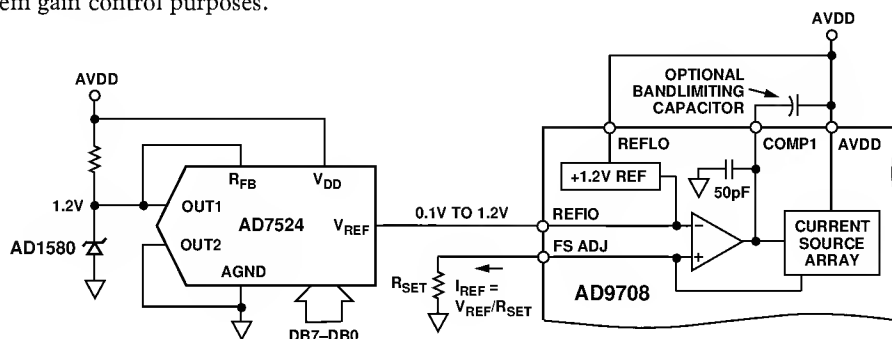 em gain control purposes.
AVDD
OPTIONAL
BANDLIMITING
CAPACITOR
AVDD
REFLO
COMP1
AVDD
RFB
VDD
+1.2V REF
50pF
1.2V
OUT1
AD7524
VREF
0.1V TO 1.2V
REFIO
CURRENT
SOURCE
ARRAY
AD1580
OUT2
FS ADJ
AGND
RSET
IREF =
VREF/RSET
AD9708
DB7–DB0